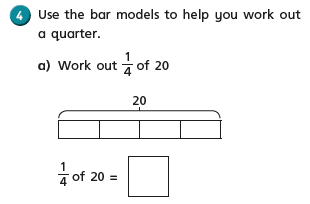 4 Use the bar models to help you work out
a quarter.
a) Work out 1/4 of 20
20
1/4 of 20 =